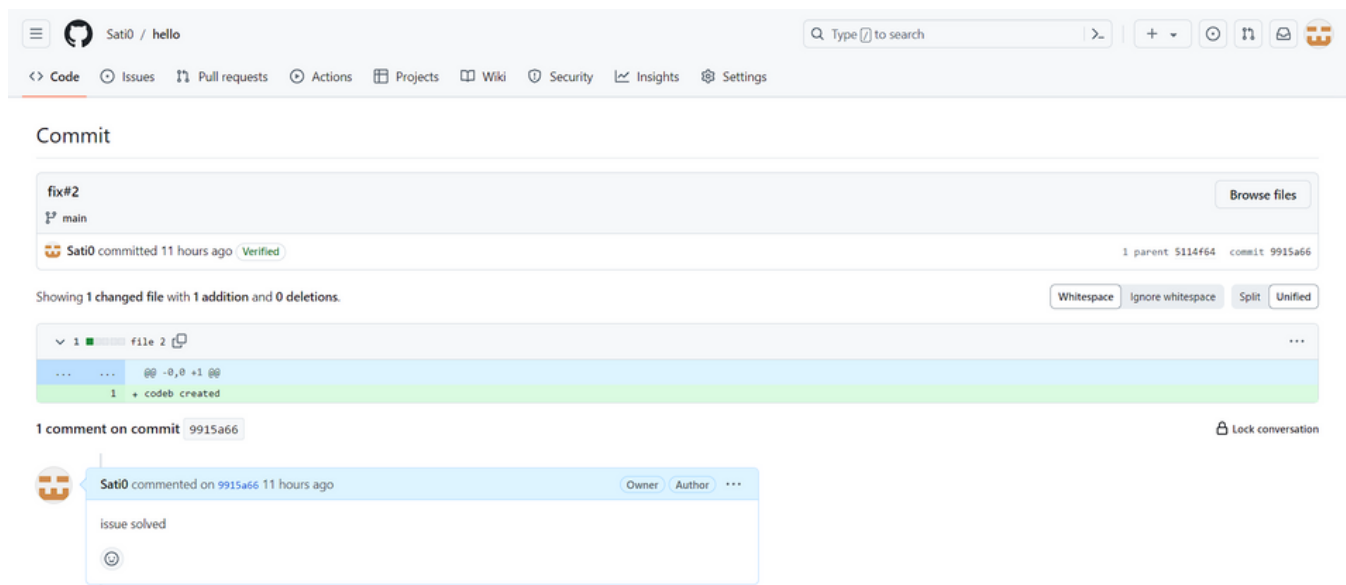 Sati0 / hello
Type / to search
Code Issues Pull requests Actions Projects Wiki Security Insights Settings
Commit
fix#2
Browse files
main
Sati0 committed 11 hours ago Verified
1 parent 5114f64 commit 9915a66
Showing 1 changed file with 1 addition and 0 deletions.
Whitespace Ignore whitespace Split Unified
1 file 2
...
... ... @@ -0,0 +1 @@
1 + codeb created
1 comment on commit 9915a66
Lock conversation
Sati0 commented on 9915a66 11 hours ago
Owner Author ...
issue solved